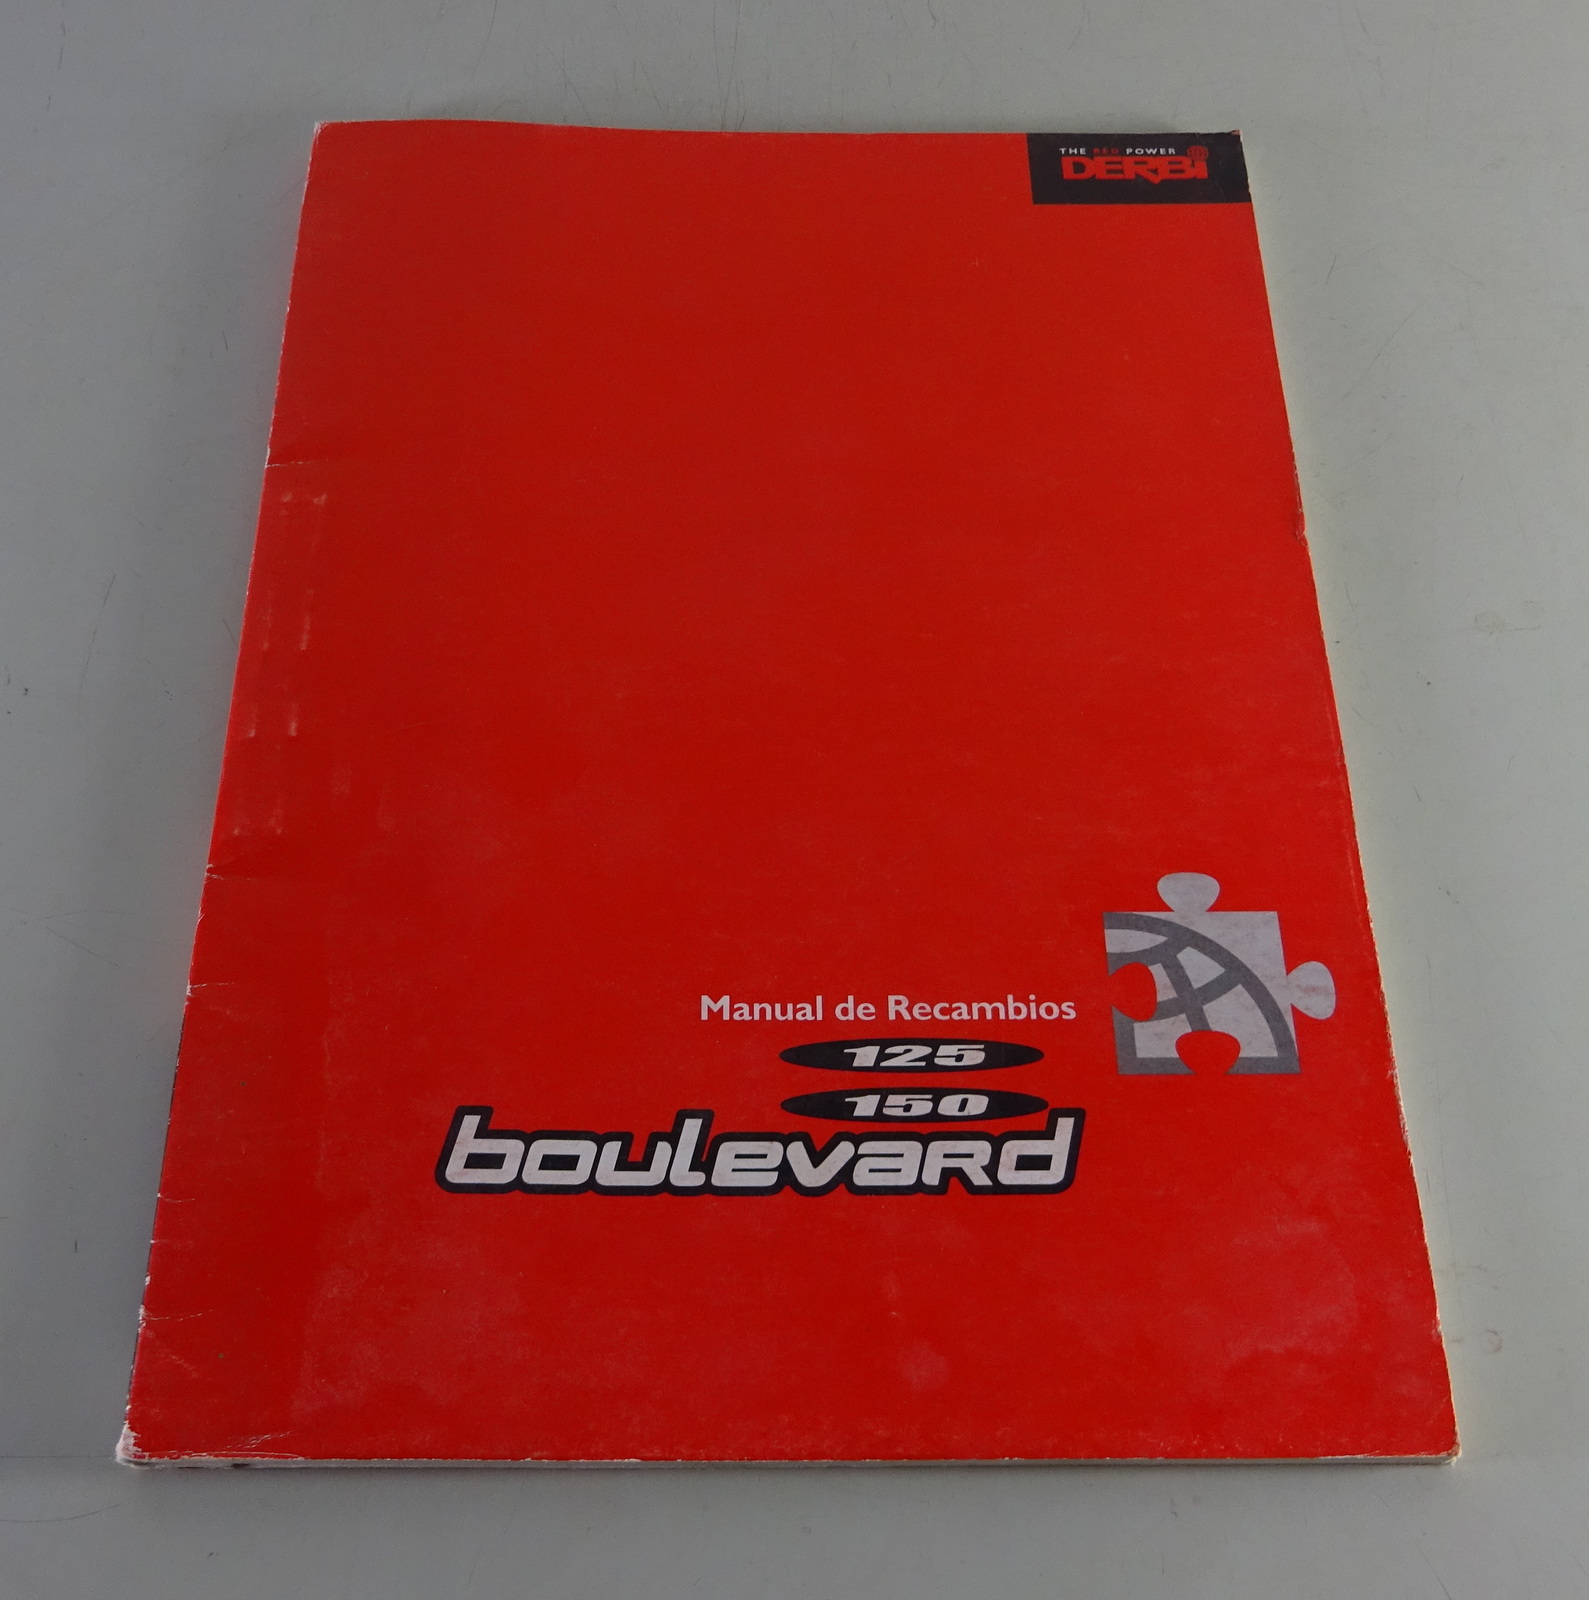 THE RED POWER
DERBi
Manual de Recambios
125
150
boulevard